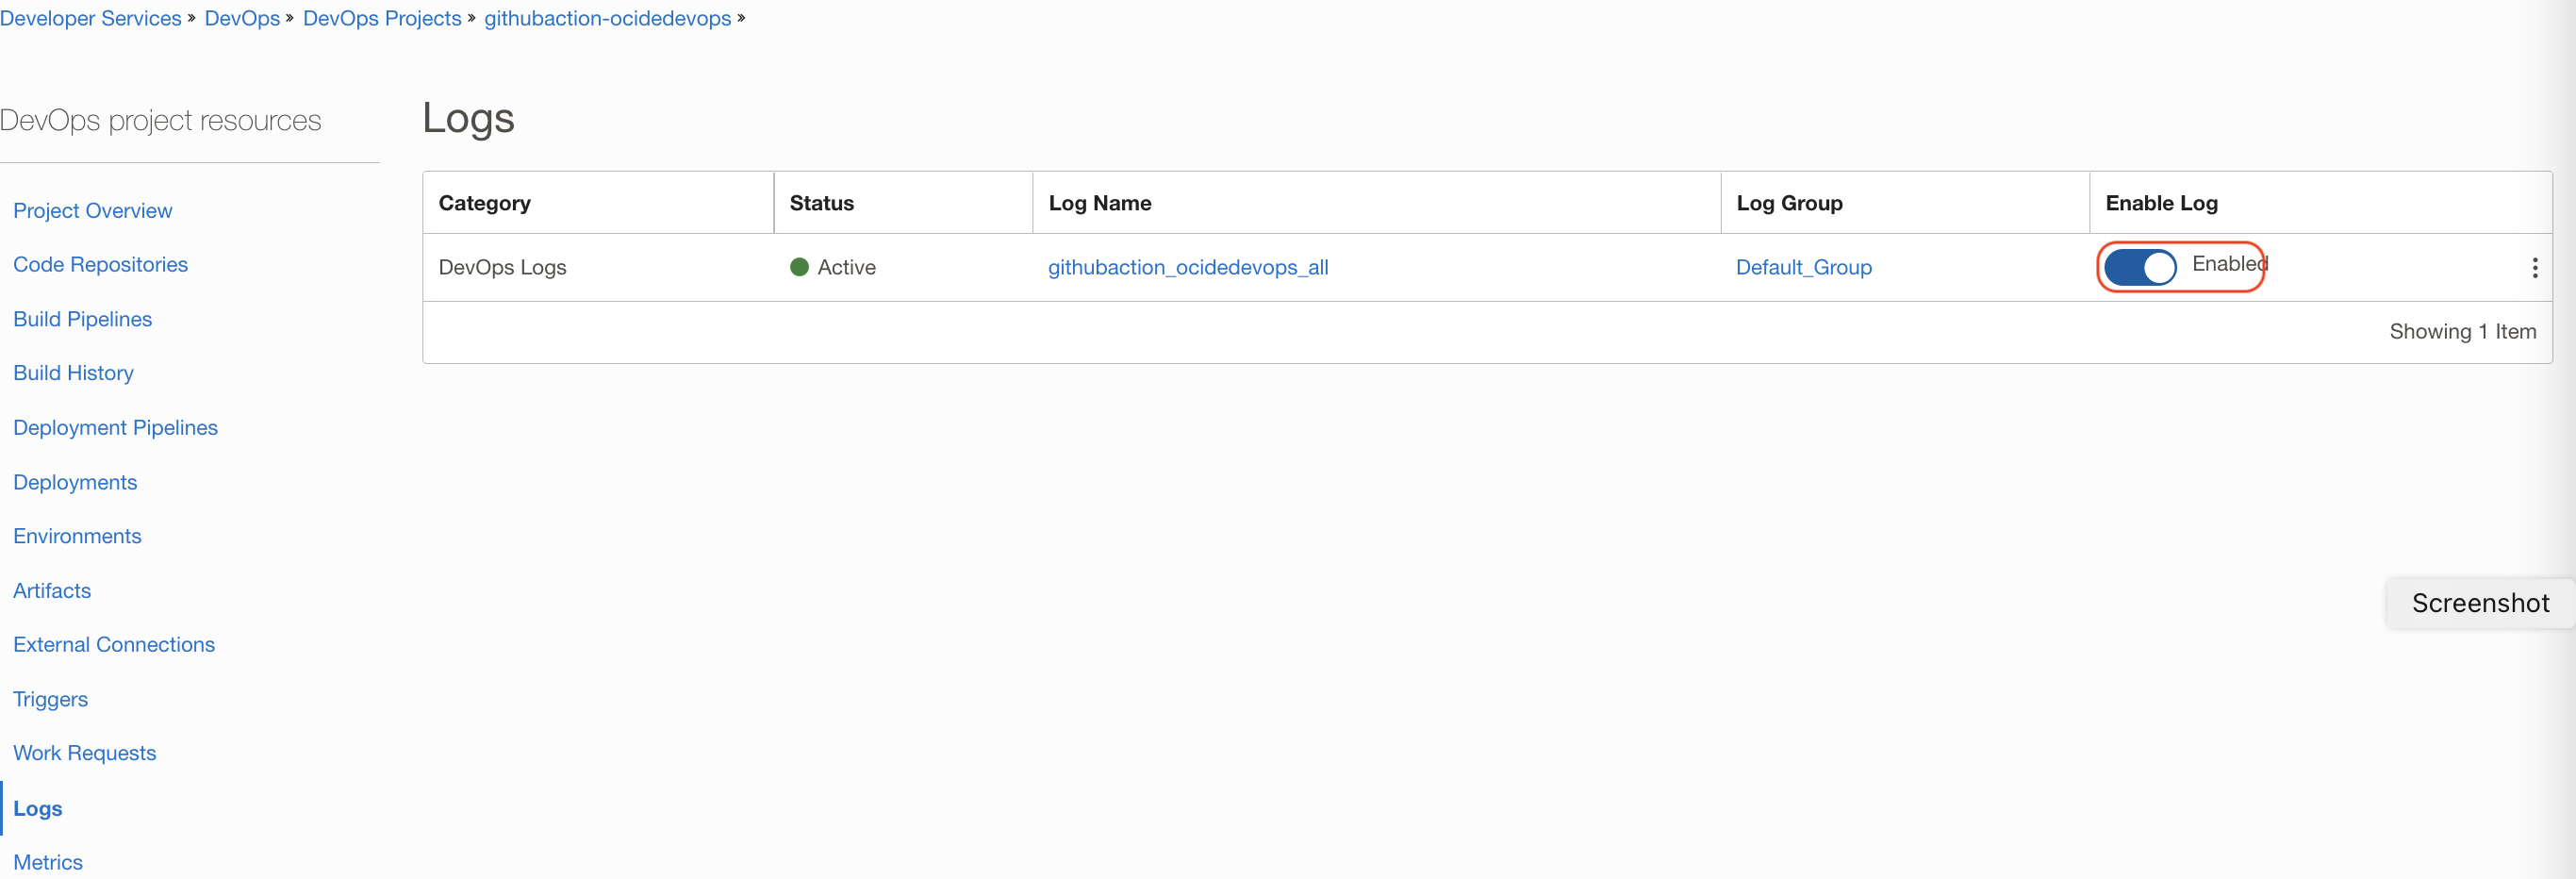 Developer Services » DevOps » DevOps Projects » githubaction-ocidedevops »
DevOps project resources
Project Overview
Code Repositories
Build Pipelines
Build History
Deployment Pipelines
Deployments
Environments
Artifacts
External Connections
Triggers
Work Requests
Logs
Metrics
Logs
Category Status Log Name Log Group Enable Log
DevOps Logs Active githubaction_ocidedevops_all Default_Group Enabled
Showing 1 Item
Screenshot